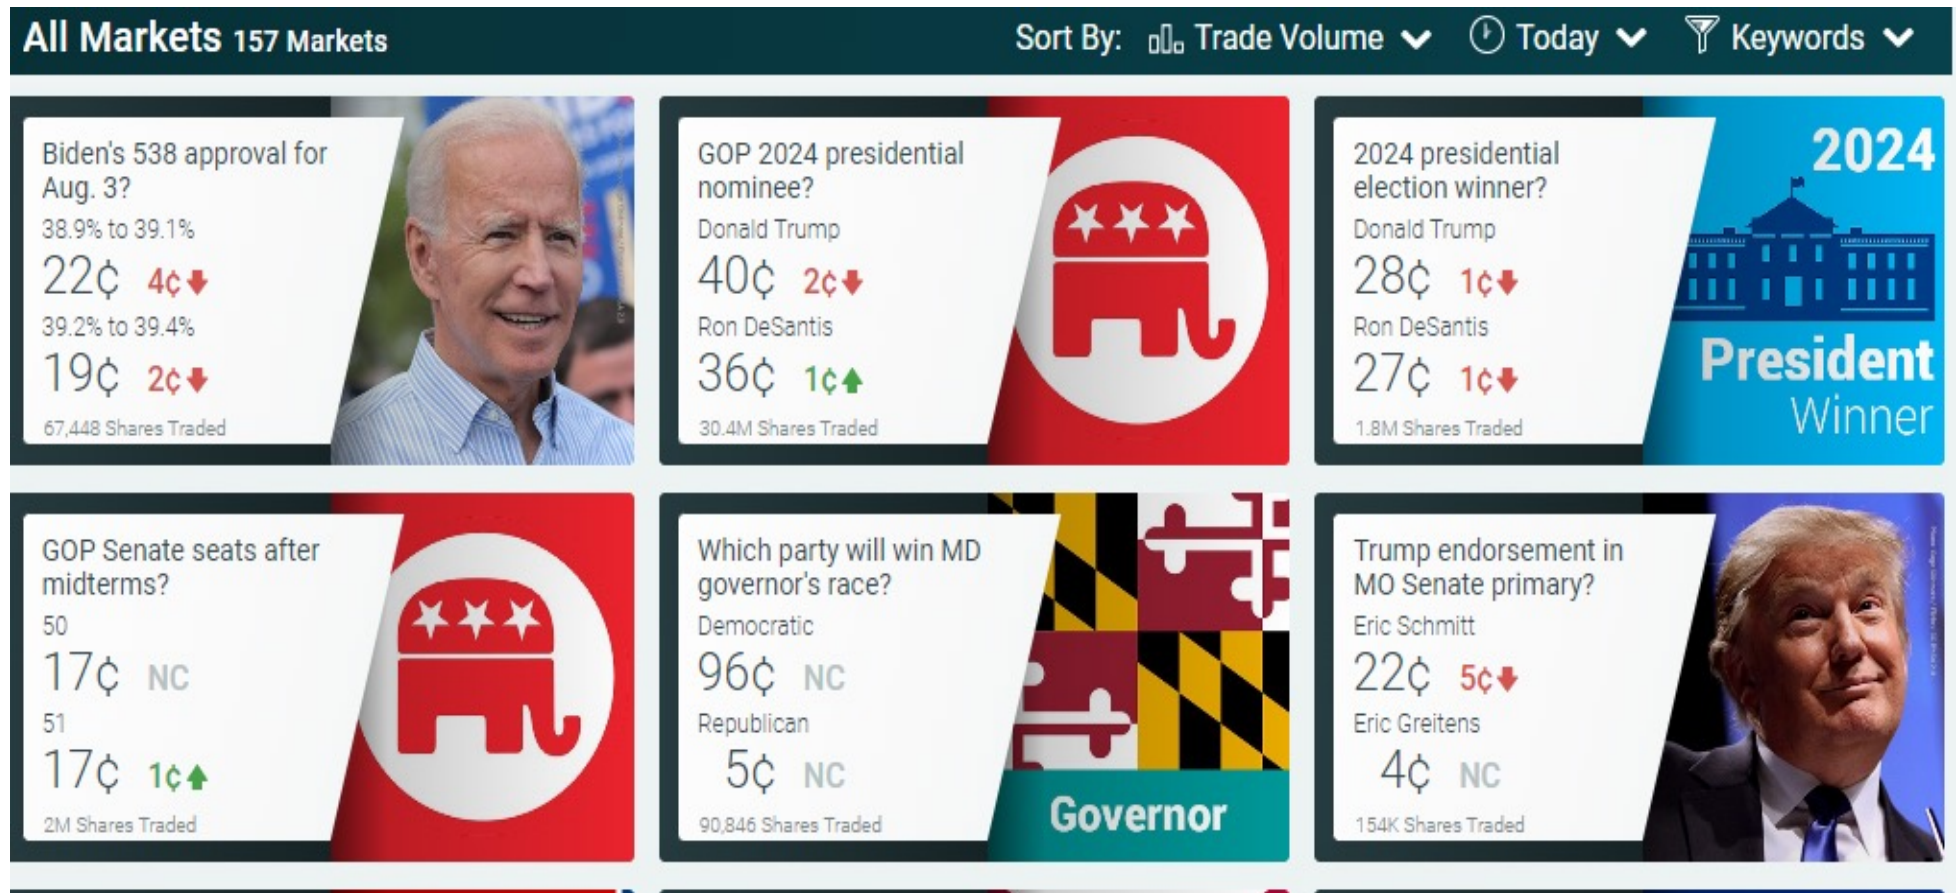 All Markets 157 Markets
Sort By: Trade Volume Today Keywords
Biden's 538 approval for
Aug. 3?
38.9% to 39.1%
22¢ 4¢
39.2% to 39.4%
19¢ 2¢
67,448 Shares Traded
GOP 2024 presidential
nominee?
Donald Trump
40¢ 2¢
Ron DeSantis
36¢ 1¢
30.4M Shares Traded
2024 presidential
election winner?
Donald Trump
28¢ 1¢
Ron DeSantis
27¢ 1¢
1.8M Shares Traded
2024
President
Winner
GOP Senate seats after
midterms?
50
17¢ NC
51
17¢ 1¢
2M Shares Traded
Which party will win MD
governor's race?
Democratic
96¢ NC
Republican
5¢ NC
90,846 Shares Traded
Governor
Trump endorsement in
MO Senate primary?
Eric Schmitt
22¢ 5¢
Eric Greitens
4¢ NC
154K Shares Traded